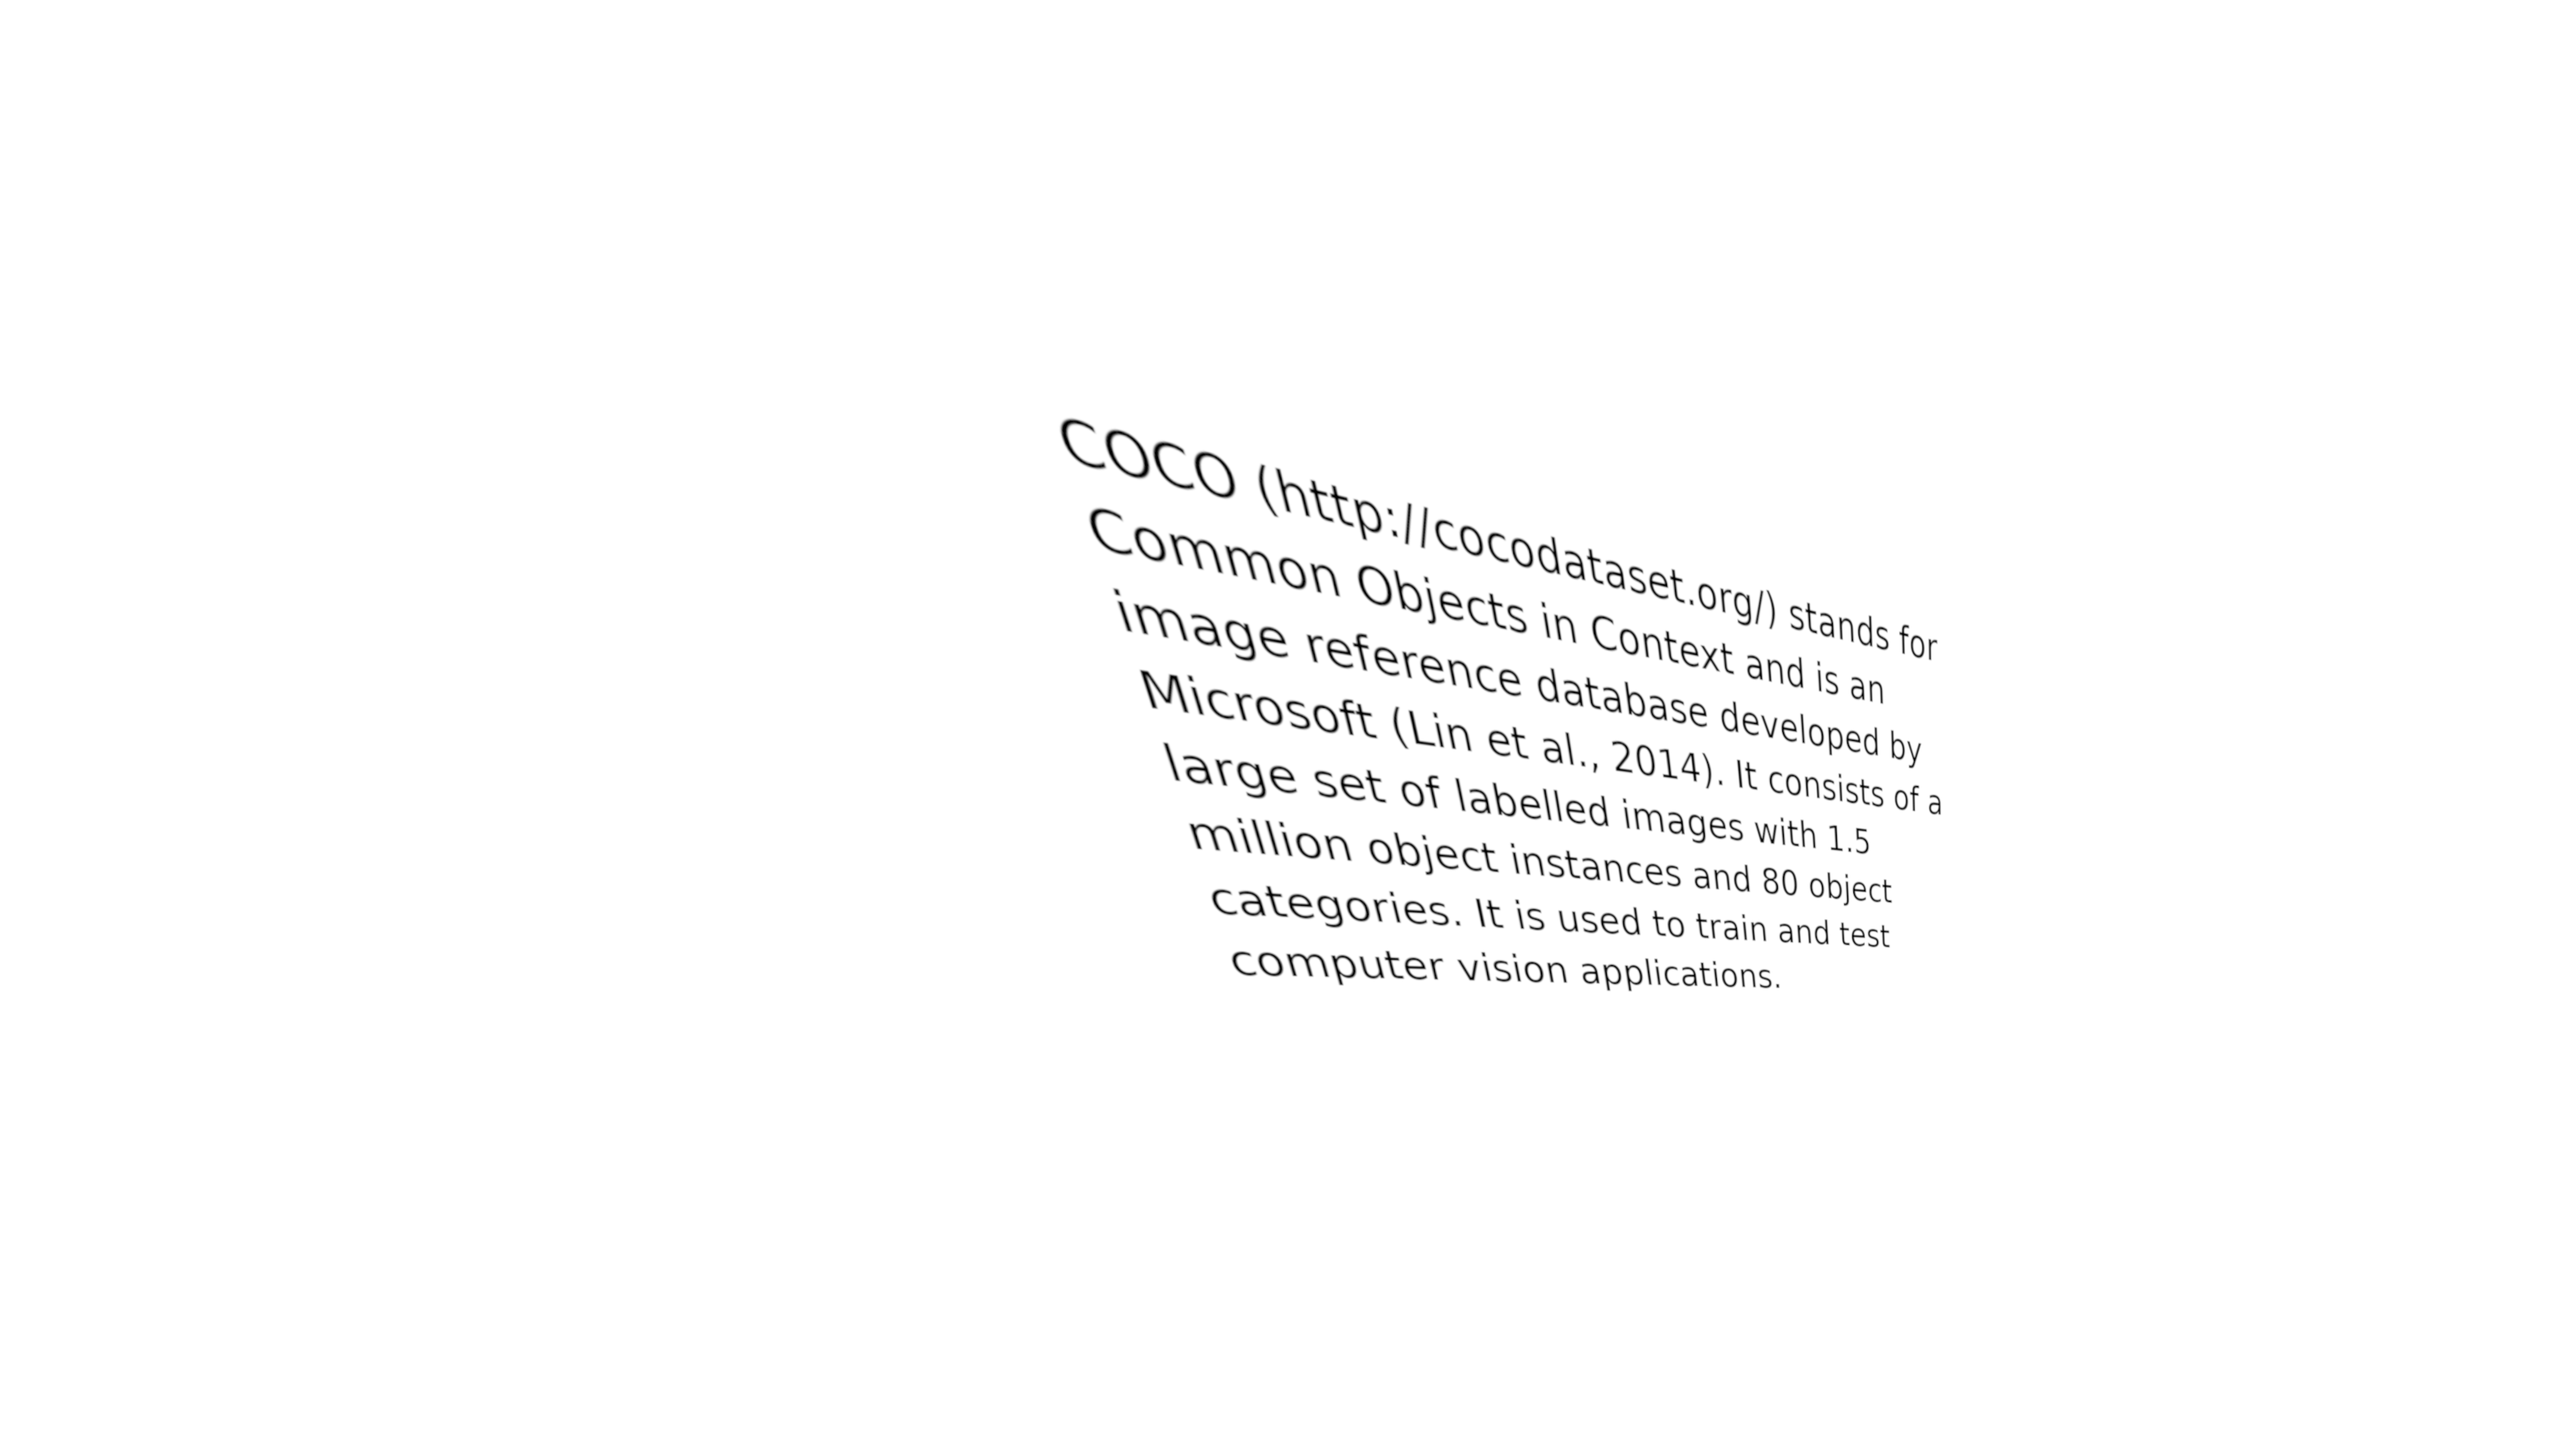 COCO (http://cocodataset.org/) stands for
Common Objects in Context and is an
image reference database developed by
Microsoft (Lin et al., 2014). It consists of a
large set of labelled images with 1.5
million object instances and 80 object
categories. It is used to train and test
computer vision applications.